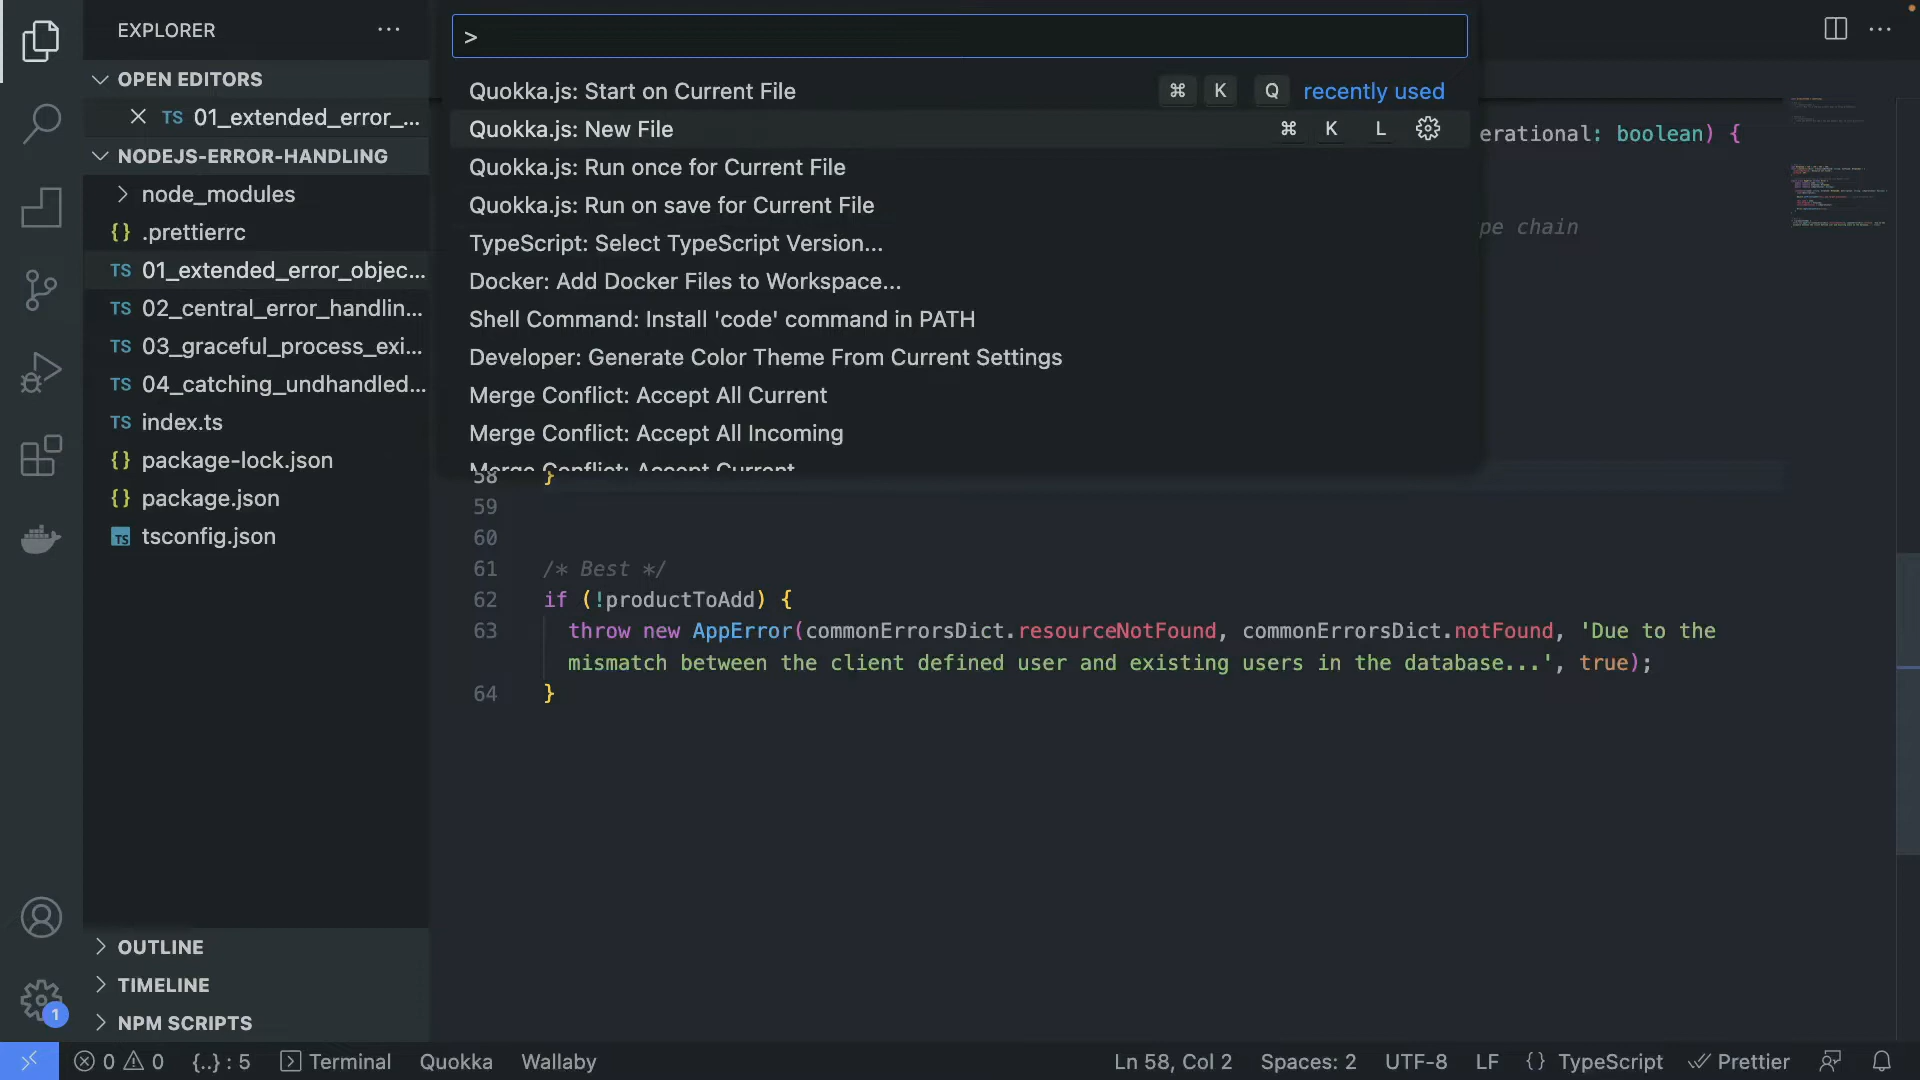 EXPLORER
OPEN EDITORS
TS 01_extended_error_...
NODEJS-ERROR-HANDLING
node_modules
{} .prettierrc
TS 01_extended_error_objec...
TS 02_central_error_handlin...
TS 03_graceful_process_exi...
TS 04_catching_undhandled...
TS index.ts
{} package-lock.json
{} package.json
TS tsconfig.json
OUTLINE
TIMELINE
NPM SCRIPTS
1
>
Quokka.js: Start on Current File ⌘ K Q recently used
Quokka.js: New File ⌘ K L
Quokka.js: Run once for Current File
Quokka.js: Run on save for Current File
TypeScript: Select TypeScript Version...
Docker: Add Docker Files to Workspace...
Shell Command: Install 'code' command in PATH
Developer: Generate Color Theme From Current Settings
Merge Conflict: Accept All Current
Merge Conflict: Accept All Incoming
Merge Conflict: Accept Current
erational: boolean) {
pe chain
58 }
59
60
61 /* Best */
62 if (!productToAdd) {
63 throw new AppError(commonErrorsDict.resourceNotFound, commonErrorsDict.notFound, 'Due to the
mismatch between the client defined user and existing users in the database...', true);
64 }
0 0 {..} : 5 Terminal Quokka Wallaby Ln 58, Col 2 Spaces: 2 UTF-8 LF {} TypeScript Prettier